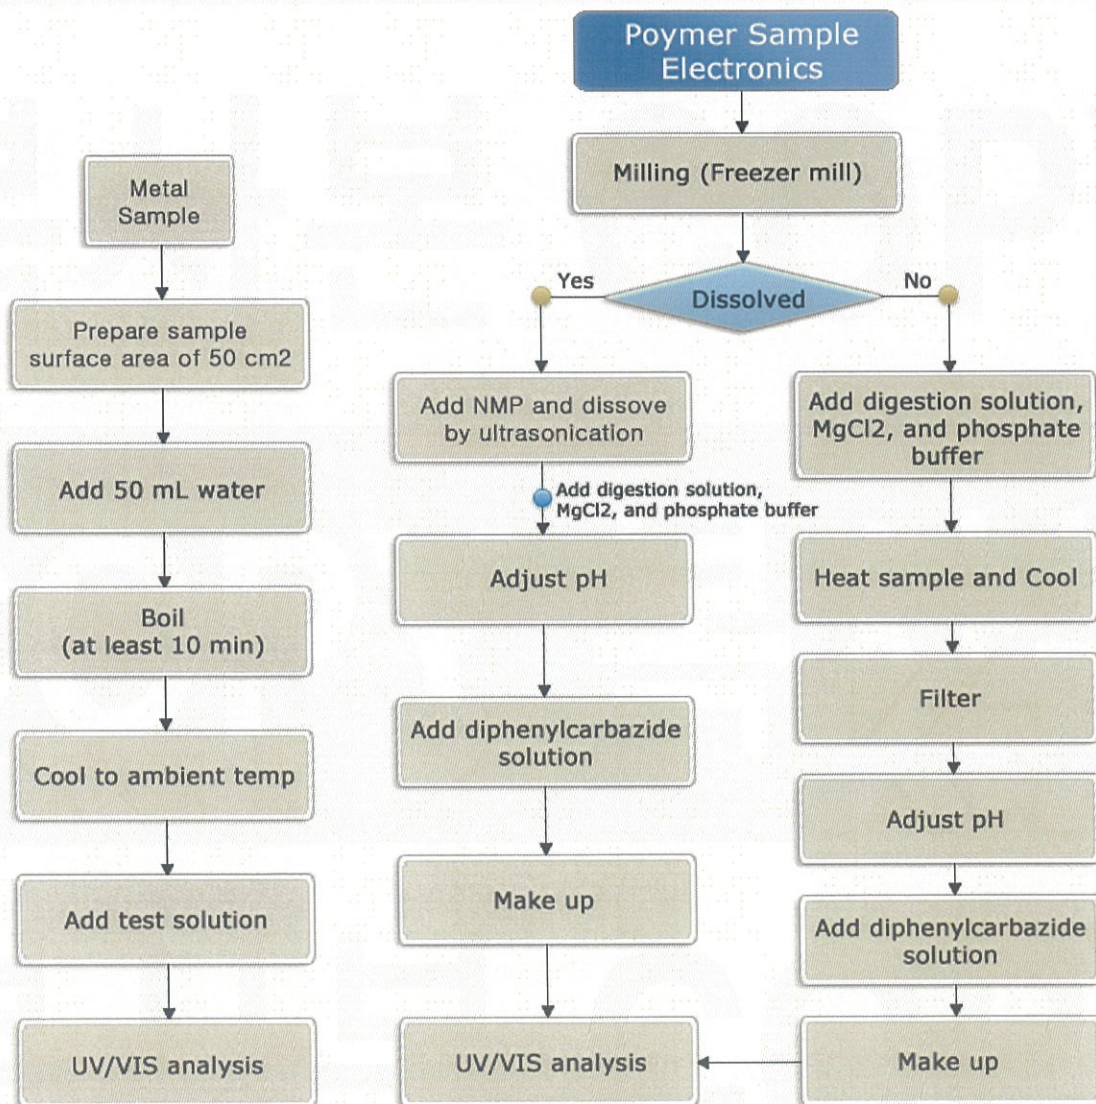 Poymer Sample
Electronics
Milling (Freezer mill)
Dissolved
Yes
No
Metal
Sample
Prepare sample
surface area of 50 cm2
Add 50 mL water
Boil
(at least 10 min)
Cool to ambient temp
Add test solution
UV/VIS analysis
Add NMP and dissove
by ultrasonication
Add digestion solution,
MgCl2, and phosphate buffer
Adjust pH
Add diphenylcarbazide
solution
Make up
UV/VIS analysis
Add digestion solution,
MgCl2, and phosphate
buffer
Heat sample and Cool
Filter
Adjust pH
Add diphenylcarbazide
solution
Make up